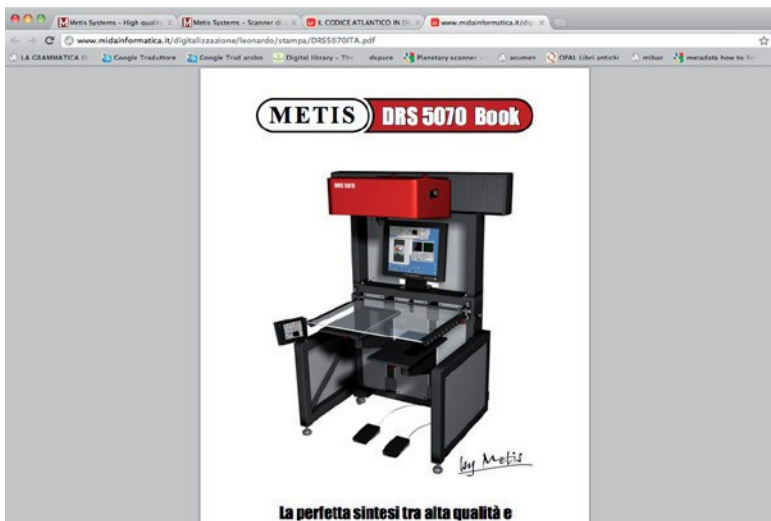 Metis Systems - High quality
Metis Systems - Scanner di
IL CODICE ATLANTICO IN DI
www.midainformatica.it/dig
www.midainformatica.it/digitalizzazione/leonardo/stampa/DRS5070ITA.pdf
LA GRAMMATICA DI
Google Traduttore
Google Trad arabo
Digital library - The
dspace
Planetary scanner -
acumen
OPAL Libri antichi
mibac
metadata how to
METIS DRS 5070 Book
DRS 5070
by Metis
La perfetta sintesi tra alta qualità e